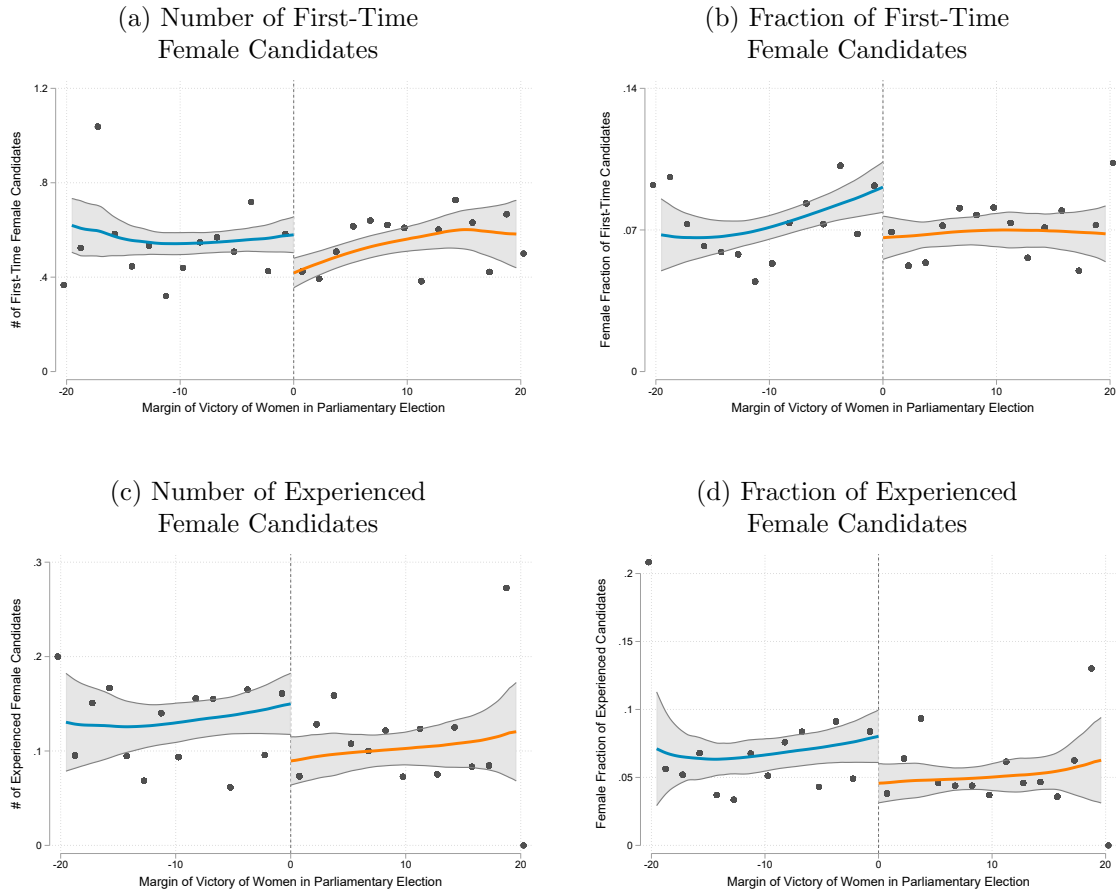 (a) Number of First-Time
Female Candidates
# of First-Time Female Candidates
1.2
.8
.4
0
-20
-10
0
10
20
Margin of Victory of Women in Parliamentary Election
(b) Fraction of First-Time
Female Candidates
Female Fraction of First-Time Candidates
.14
.07
0
-20
-10
0
10
20
Margin of Victory of Women in Parliamentary Election
(c) Number of Experienced
Female Candidates
# of Experienced Female Candidates
.3
.2
.1
0
-20
-10
0
10
20
Margin of Victory of Women in Parliamentary Election
(d) Fraction of Experienced
Female Candidates
Female Fraction of Experienced Candidates
.2
.15
.1
.05
0
-20
-10
0
10
20
Margin of Victory of Women in Parliamentary Election